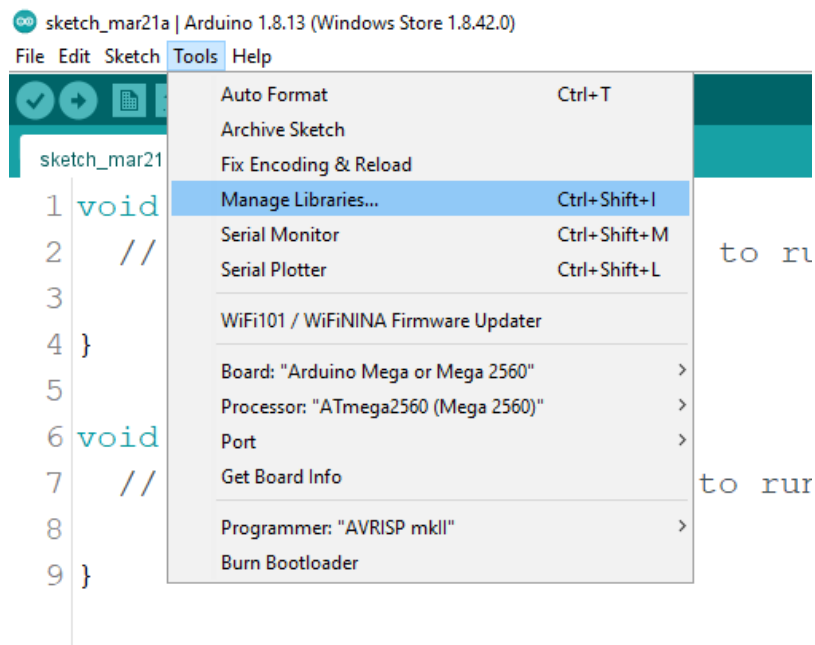 sketch_mar21a | Arduino 1.8.13 (Windows Store 1.8.42.0)
File Edit Sketch Tools Help
Auto Format Ctrl+T
Archive Sketch
sketch_mar21 Fix Encoding & Reload
1 void Manage Libraries... Ctrl+Shift+I
Serial Monitor Ctrl+Shift+M
2 // to
Serial Plotter Ctrl+Shift+L
3
WiFi101 / WiFiNINA Firmware Updater
4 }
Board: "Arduino Mega or Mega 2560"
5
Processor: "ATmega2560 (Mega 2560)"
6 void Port
7 // Get Board Info to run
8 Programmer: "AVRISP mkII"
Burn Bootloader
9 }